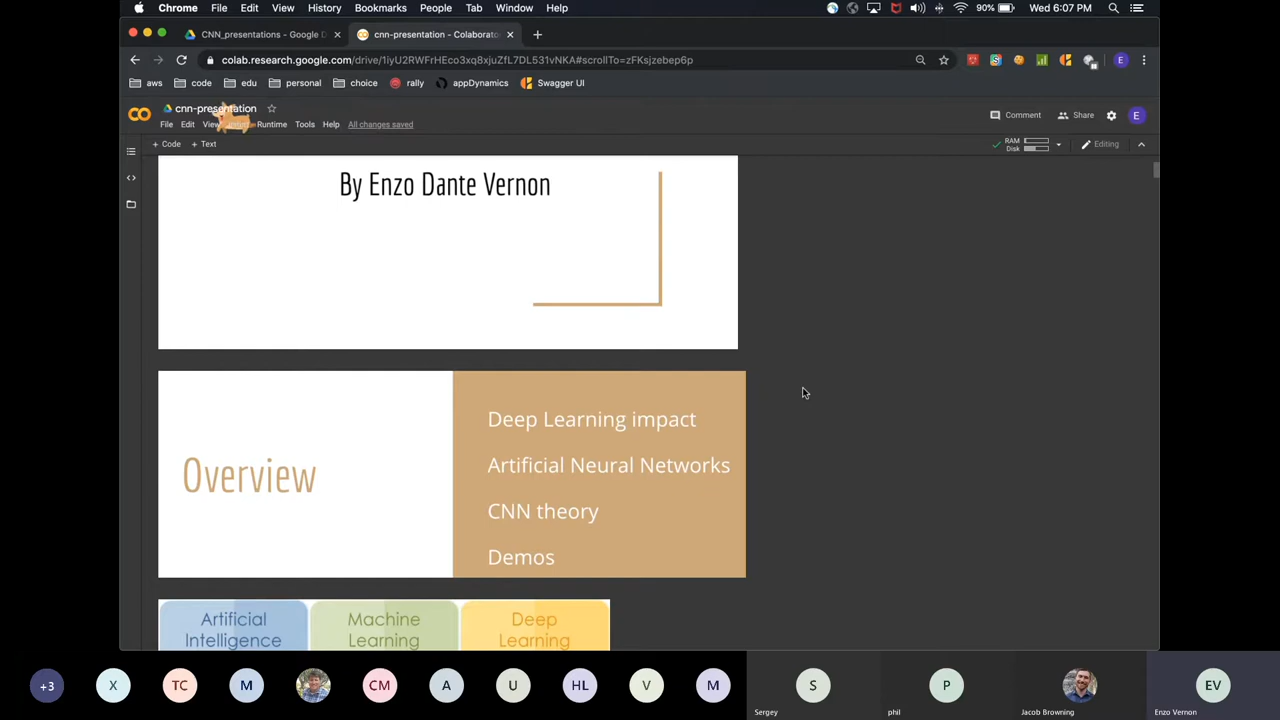 Chrome File Edit View History Bookmarks People Tab Window Help 90% Wed 6:07 PM
CNN_presentations - Google D cnn-presentation - Colaborato
colab.research.google.com/drive/1iyU2RWFrHEco3xq8xjuZfL7DL531vNKA#scrollTo=zFKsjzebep6p
aws code edu personal choice rally appDynamics Swagger UI
cnn-presentation
File Edit View Runtime Tools Help All changes saved
Comment Share E
+ Code + Text
RAM
Disk
Editing
By Enzo Dante Vernon
Overview
Deep Learning impact
Artificial Neural Networks
CNN theory
Demos
Artificial
Intelligence
Machine
Learning
Deep
Learning
+3 X TC M CM A U HL V M S P EV
Sergey phil Jacob Browning Enzo Vernon